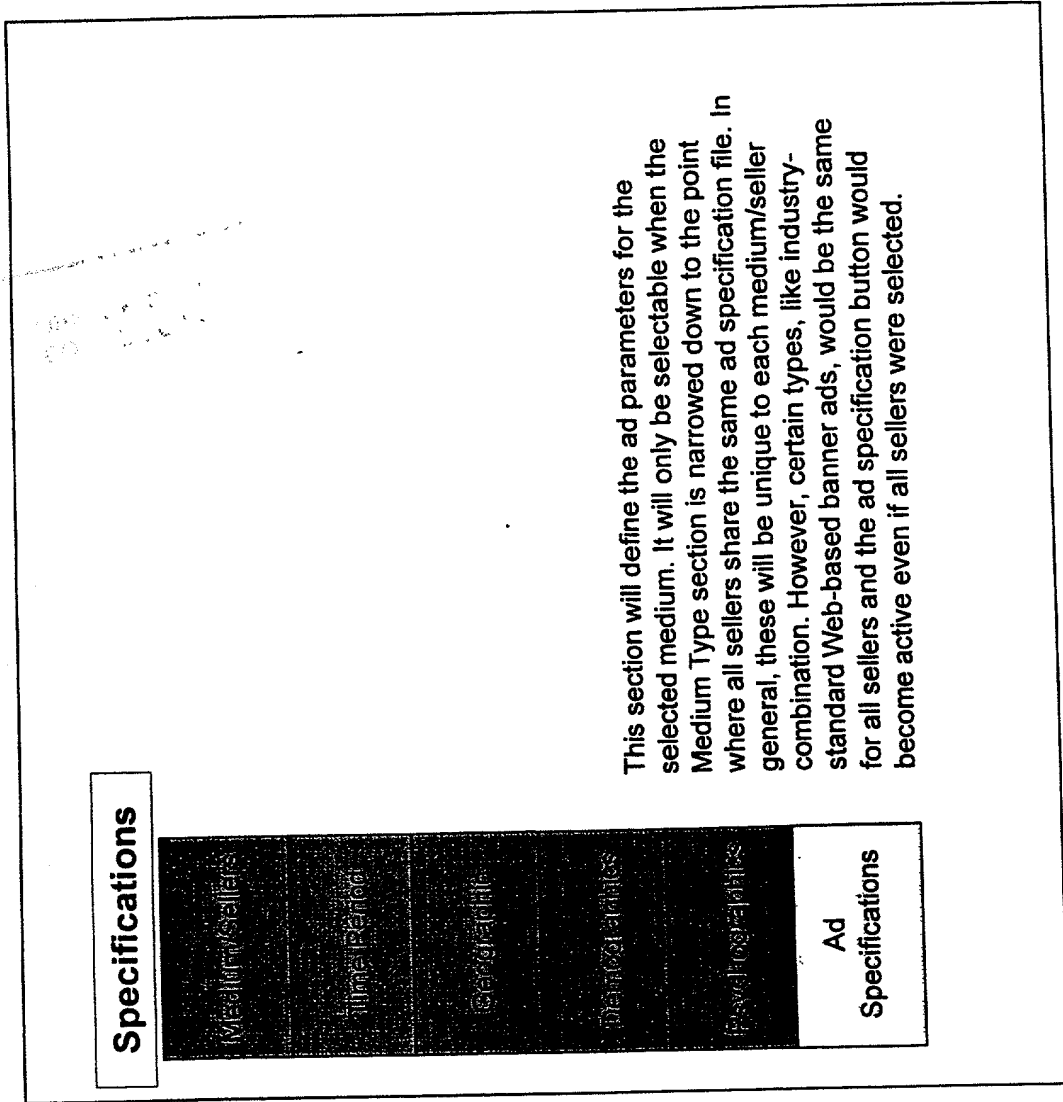 Specifications
Medium/Sellers
Time Period
Geographic
Demographics
Psychographics
Ad
Specifications
This section will define the ad parameters for the
selected medium. It will only be selectable when the
Medium Type section is narrowed down to the point
where all sellers share the same ad specification file. In
general, these will be unique to each medium/seller
combination. However, certain types, like industry-
standard Web-based banner ads, would be the same
for all sellers and the ad specification button would
become active even if all sellers were selected.